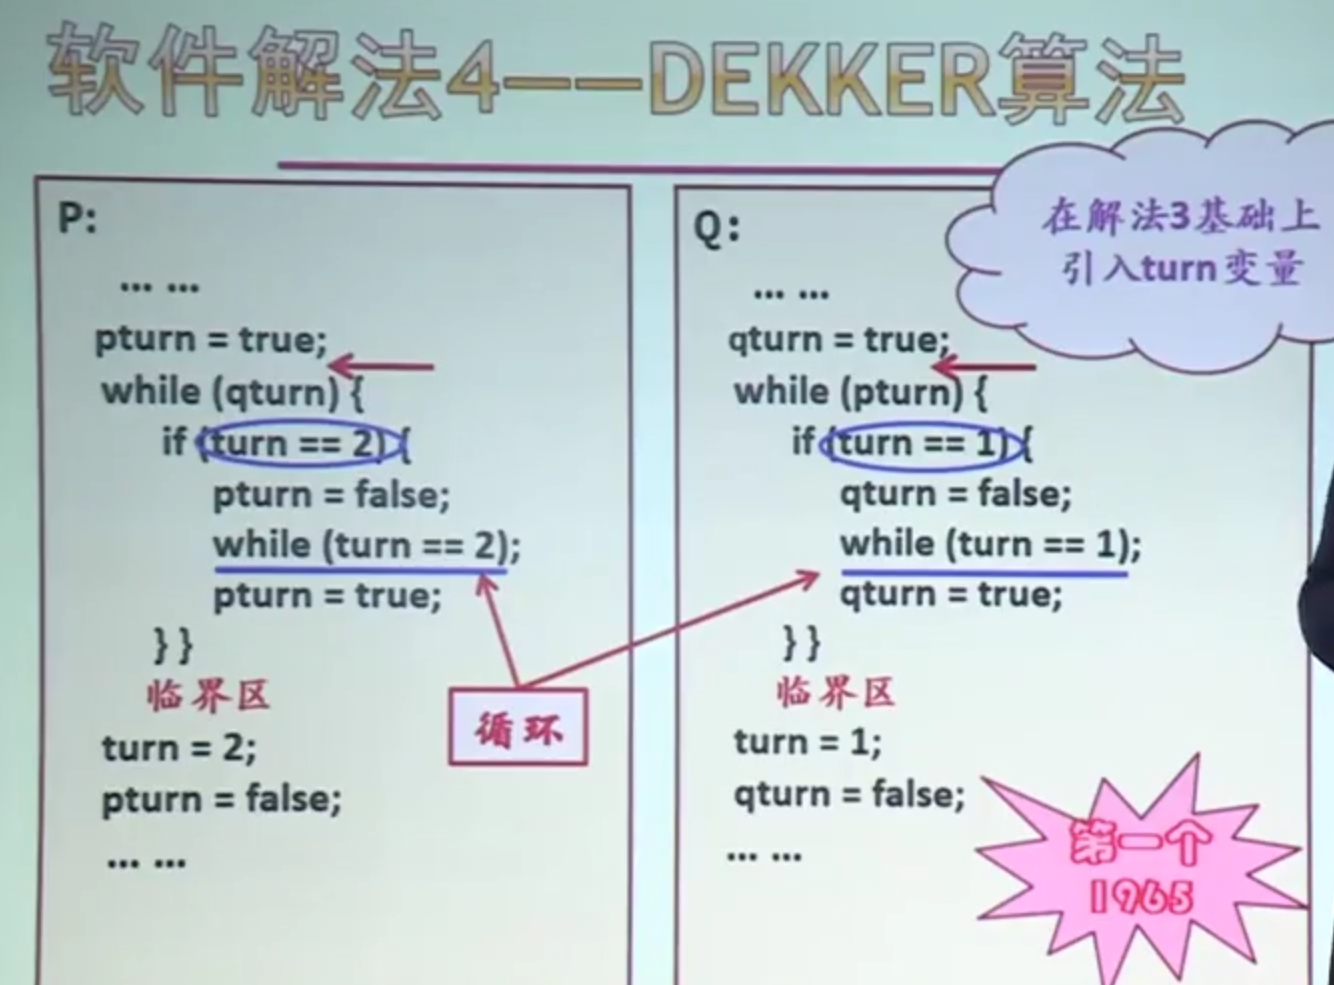 软件解法4——DEKKER算法
在解法3基础上
引入turn变量
P:
... ...
pturn = true;
while (qturn) {
if (turn == 2) {
pturn = false;
while (turn == 2);
pturn = true;
} }
临界区
turn = 2;
pturn = false;
... ...
循环
Q:
... ...
qturn = true;
while (pturn) {
if (turn == 1) {
qturn = false;
while (turn == 1);
qturn = true;
} }
临界区
turn = 1;
qturn = false;
... ...
第一个
1965